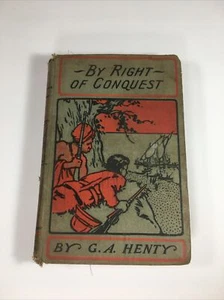 BY RIGHT
OF CONQUEST
BY G.A. HENTY